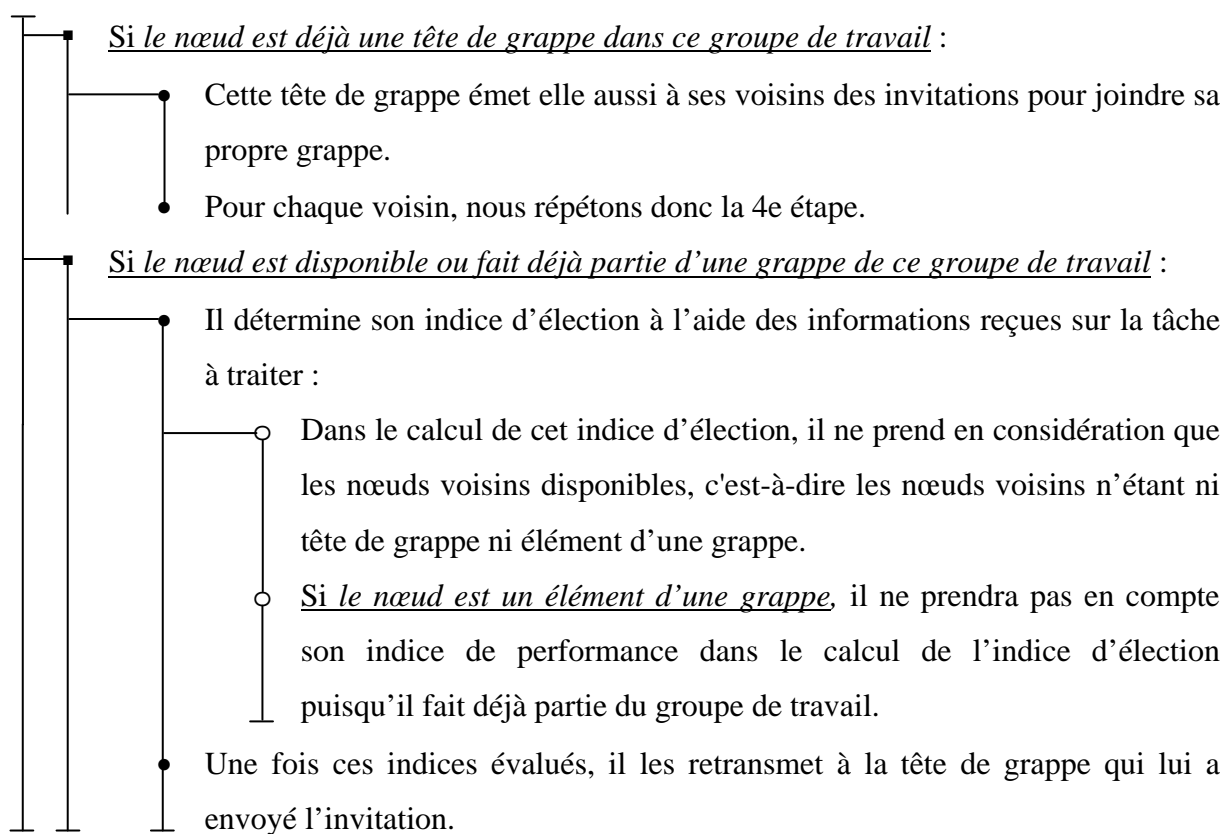 Si le nœud est déjà une tête de grappe dans ce groupe de travail :
Cette tête de grappe émet elle aussi à ses voisins des invitations pour joindre sa
propre grappe.
Pour chaque voisin, nous répétons donc la 4e étape.
Si le nœud est disponible ou fait déjà partie d’une grappe de ce groupe de travail :
Il détermine son indice d’élection à l’aide des informations reçues sur la tâche
à traiter :
Dans le calcul de cet indice d’élection, il ne prend en considération que
les nœuds voisins disponibles, c'est-à-dire les nœuds voisins n’étant ni
tête de grappe ni élément d’une grappe.
Si le nœud est un élément d’une grappe, il ne prendra pas en compte
son indice de performance dans le calcul de l’indice d’élection
puisqu’il fait déjà partie du groupe de travail.
Une fois ces indices évalués, il les retransmet à la tête de grappe qui lui a
envoyé l’invitation.